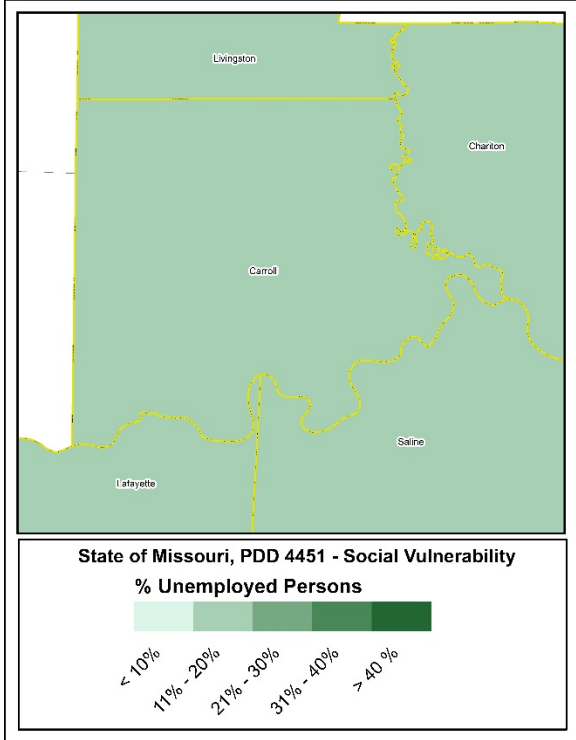 Livingston
Chariton
Carroll
Saline
Lafayette
State of Missouri, PDD 4451 - Social Vulnerability
% Unemployed Persons
< 10%
11% - 20%
21% - 30%
31% - 40%
> 40 %